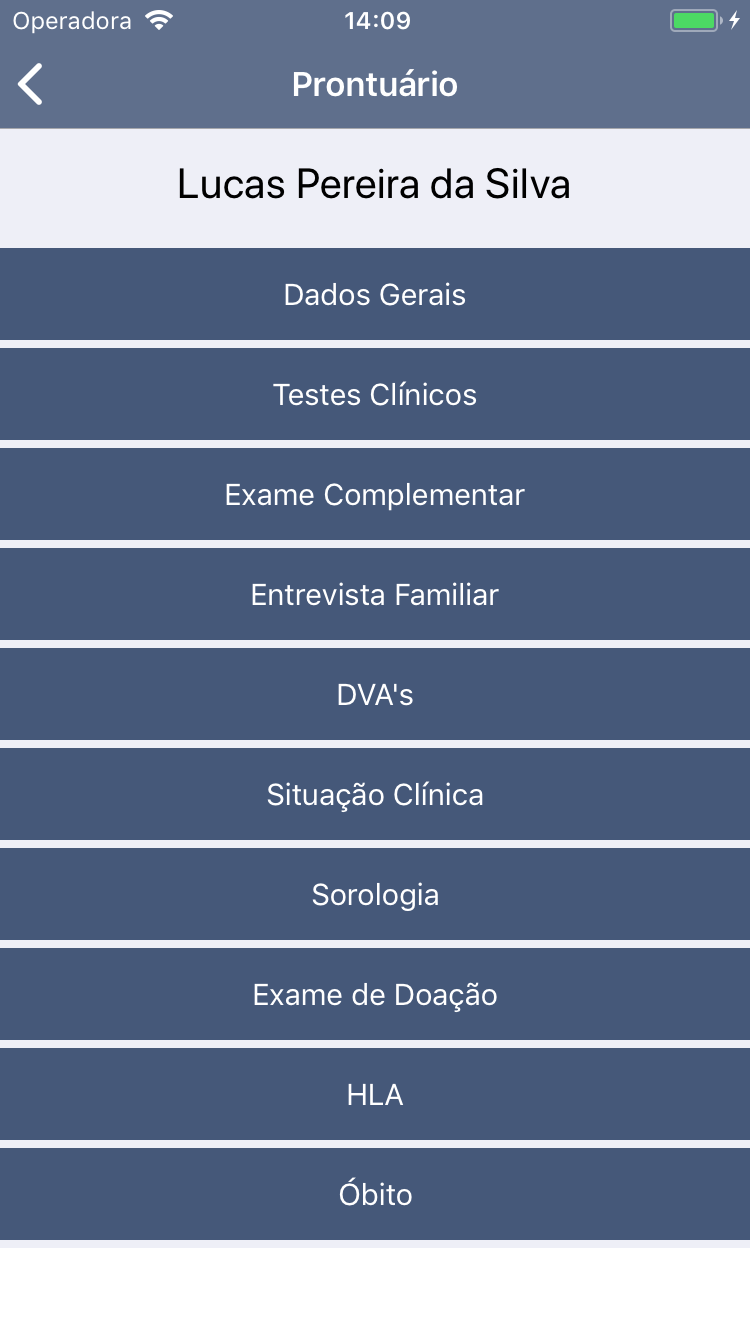 Operadora 14:09
Prontuário
Lucas Pereira da Silva
Dados Gerais
Testes Clínicos
Exame Complementar
Entrevista Familiar
DVA's
Situação Clínica
Sorologia
Exame de Doação
HLA
Óbito